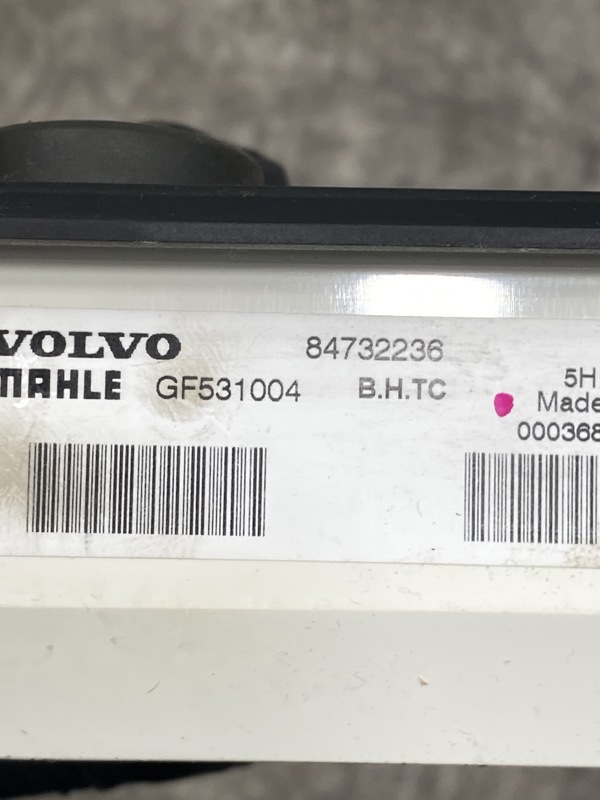 VOLVO 84732236
MAHLE GF531004 B.H.TC
5H
Made
000368